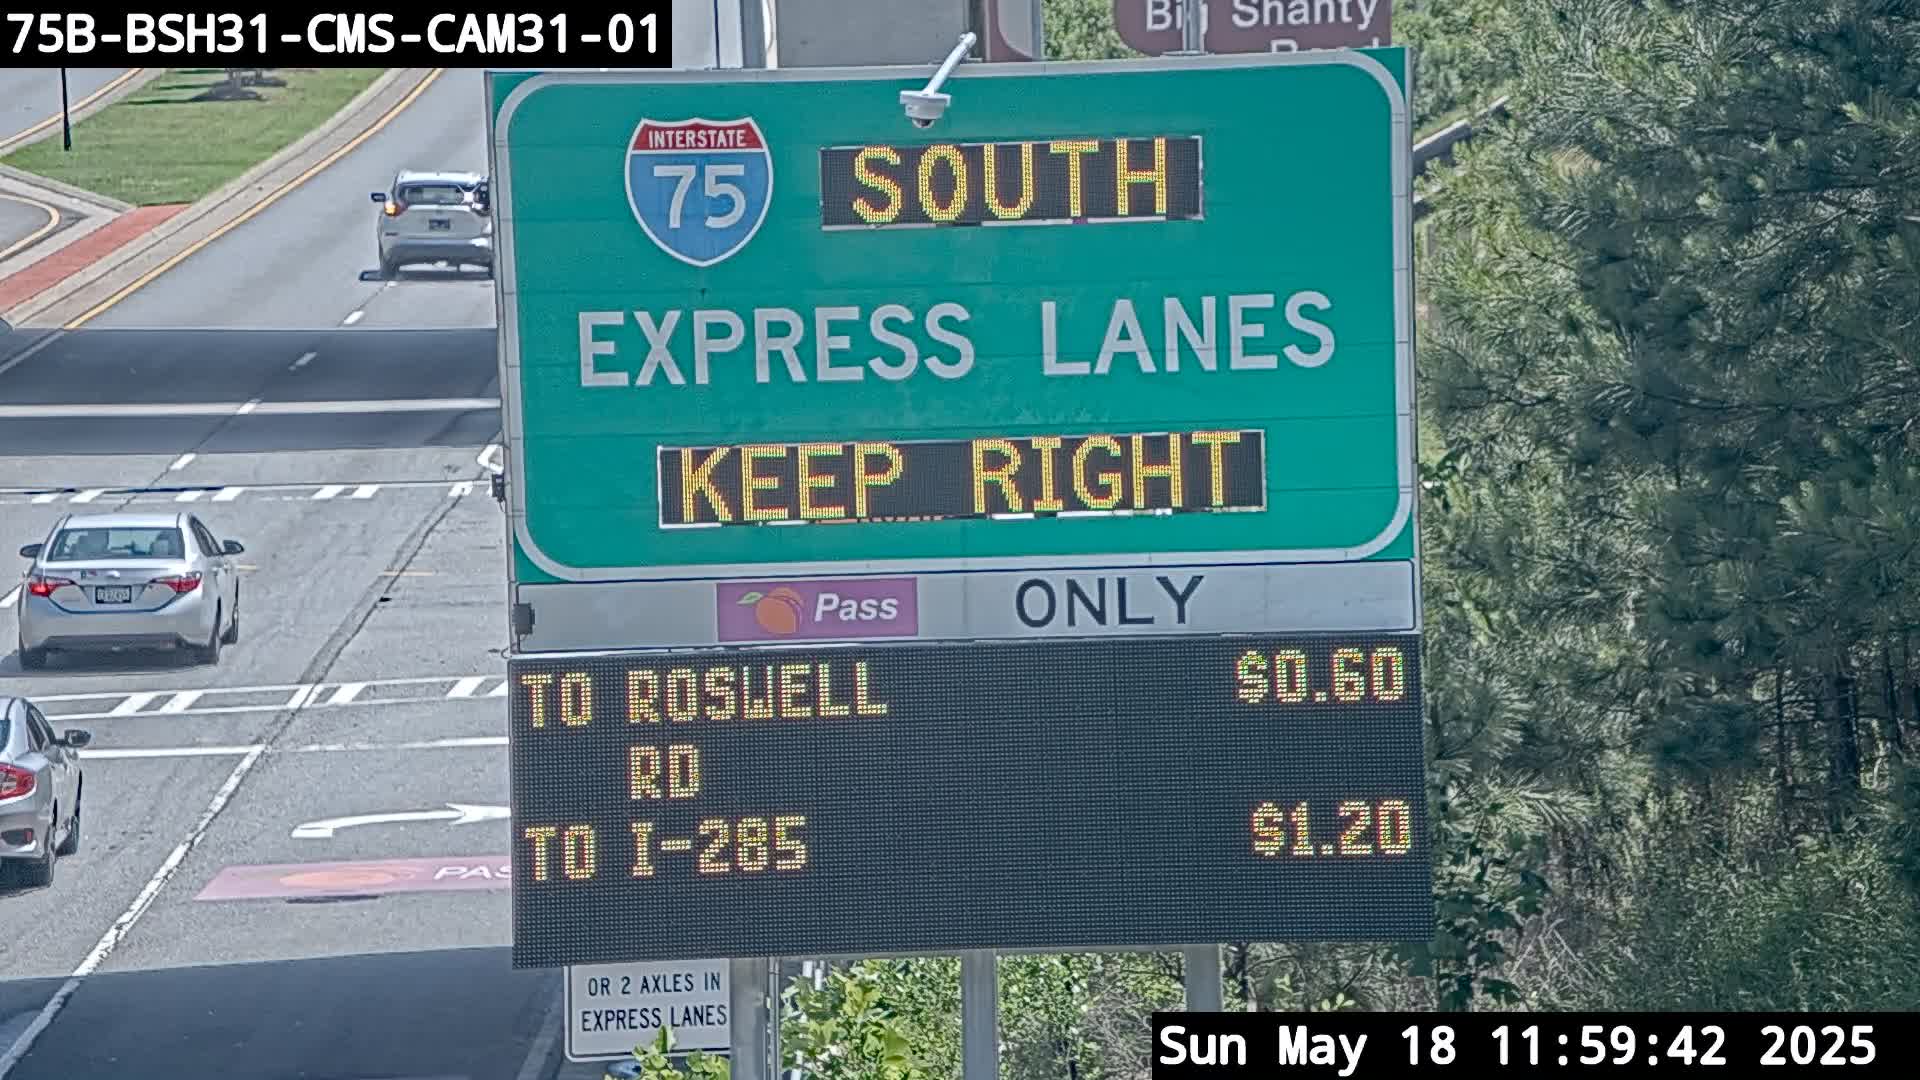 75B-BSH31-CMS-CAM31-01
Big Shanty
Road
INTERSTATE
75
SOUTH
EXPRESS LANES
KEEP RIGHT
Pass ONLY
TO ROSWELL $0.60
RD
TO I-285 $1.20
PAS
OR 2 AXLES IN
EXPRESS LANES
Sun May 18 11:59:42 2025